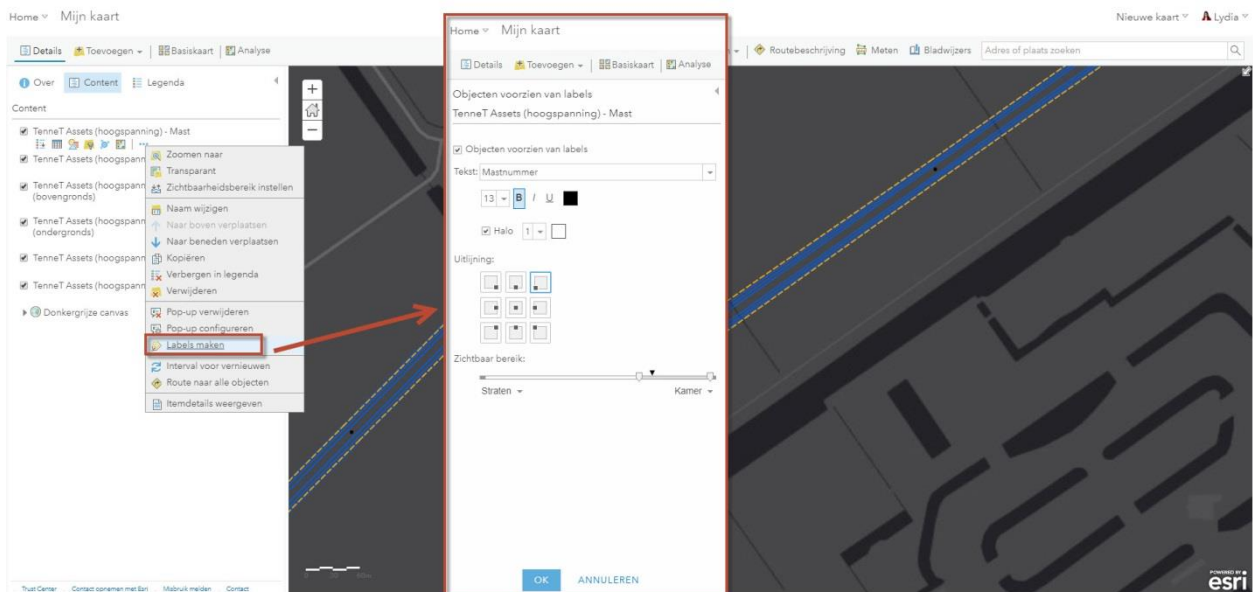 Home Mijn kaart
Nieuwe kaart Lydia
Details Toevoegen Basiskaart Analyse
Routebeschrijving Meten Bladwijzers Adres of plaats zoeken
Over Content Legenda
Content
TenneT Assets (hoogspanning) - Mast
TenneT Assets (hoogspann
TenneT Assets (hoogspann
(bovengronds)
TenneT Assets (hoogspann
(ondergronds)
TenneT Assets (hoogspann
TenneT Assets (hoogspann
Donkergrijze canvas
Zoomen naar
Transparant
Zichtbaarheidsbereik instellen
Naam wijzigen
Naar boven verplaatsen
Naar beneden verplaatsen
Kopiëren
Verbergen in legenda
Verwijderen
Pop-up verwijderen
Pop-up configureren
Labels maken
Interval voor vernieuwen
Route naar alle objecten
Itemdetails weergeven
Home Mijn kaart
Details Toevoegen Basiskaart Analyse
Objecten voorzien van labels
TenneT Assets (hoogspanning) - Mast
Objecten voorzien van labels
Tekst: Mastnummer
13 B I U
Halo 1
Uitlijning:
Zichtbaar bereik:
Straten Kamer
OK ANNULEREN
Trust Center Contact opnemen met Esri Misbruik melden Contact
POWERED BY
esri